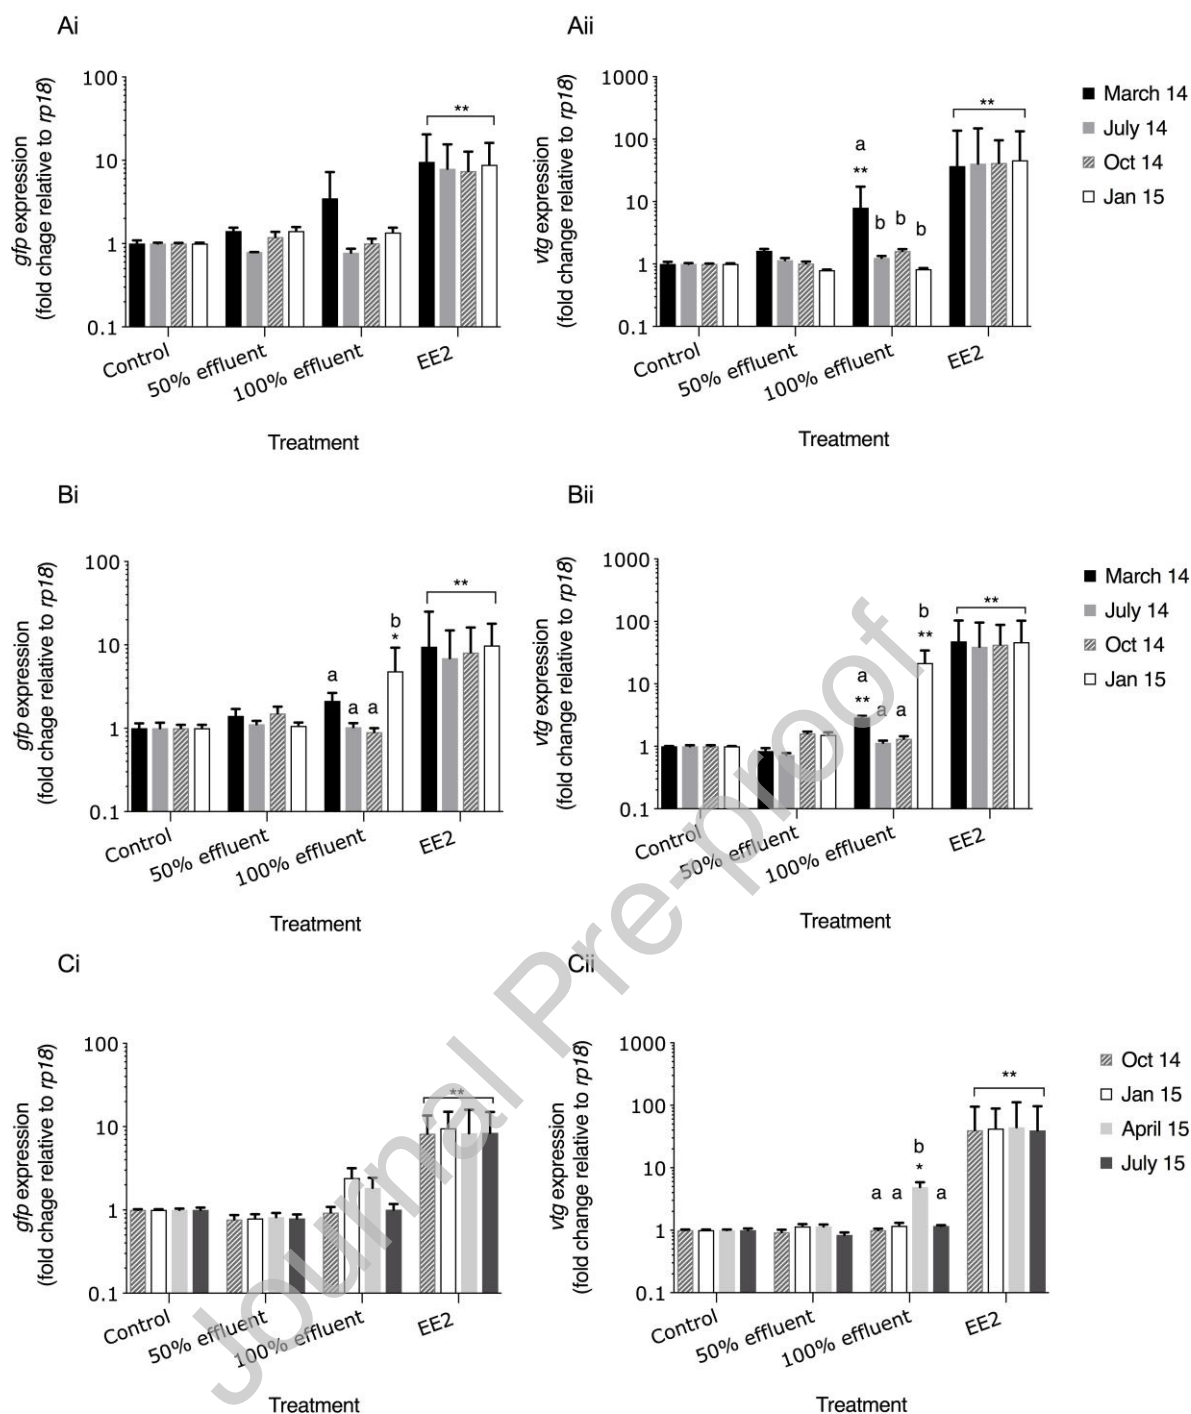 Ai
gfp expression
(fold chage relative to rp18)
100
10
1
0.1
**
Control
50% effluent
100% effluent
EE2
Treatment
Aii
vtg expression
(fold change relative to rp18)
1000
100
10
1
0.1
a
**
b
b
b
**
Control
50% effluent
100% effluent
EE2
Treatment
March 14
July 14
Oct 14
Jan 15
Bi
gfp expression
(fold chage relative to rp18)
100
10
1
0.1
a
a
a
b
*
**
Control
50% effluent
100% effluent
EE2
Treatment
Bii
vtg expression
(fold change relative to rp18)
1000
100
10
1
0.1
a
**
a
a
b
**
**
Control
50% effluent
100% effluent
EE2
Treatment
March 14
July 14
Oct 14
Jan 15
Ci
gfp expression
(fold chage relative to rp18)
100
10
1
0.1
**
Control
50% effluent
100% effluent
EE2
Treatment
Cii
vtg expression
(fold change relative to rp18)
1000
100
10
1
0.1
a
a
b
*
a
**
Control
50% effluent
100% effluent
EE2
Treatment
Oct 14
Jan 15
April 15
July 15
Journal Pre-proof